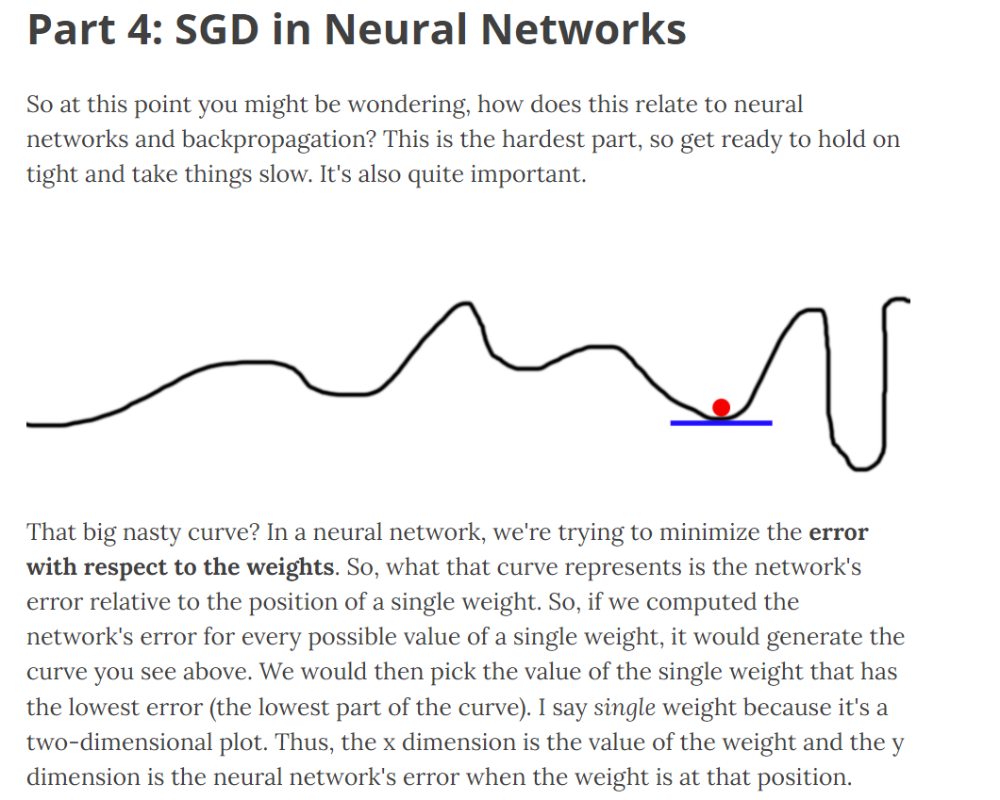 Part 4: SGD in Neural Networks
So at this point you might be wondering, how does this relate to neural
networks and backpropagation? This is the hardest part, so get ready to hold on
tight and take things slow. It's also quite important.
That big nasty curve? In a neural network, we're trying to minimize the error
with respect to the weights. So, what that curve represents is the network's
error relative to the position of a single weight. So, if we computed the
network's error for every possible value of a single weight, it would generate the
curve you see above. We would then pick the value of the single weight that has
the lowest error (the lowest part of the curve). I say single weight because it's a
two-dimensional plot. Thus, the x dimension is the value of the weight and the y
dimension is the neural network's error when the weight is at that position.